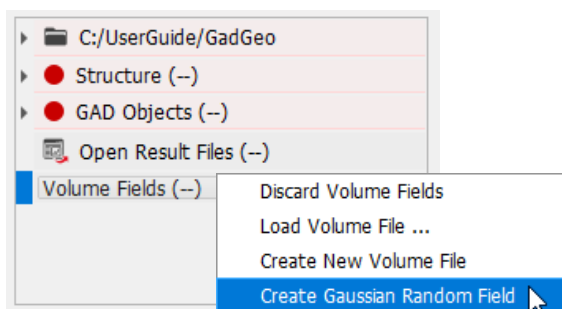 C:/UserGuide/GadGeo
Structure (--)
GAD Objects (--)
Open Result Files (--)
Volume Fields (--)
Discard Volume Fields
Load Volume File ...
Create New Volume File
Create Gaussian Random Field